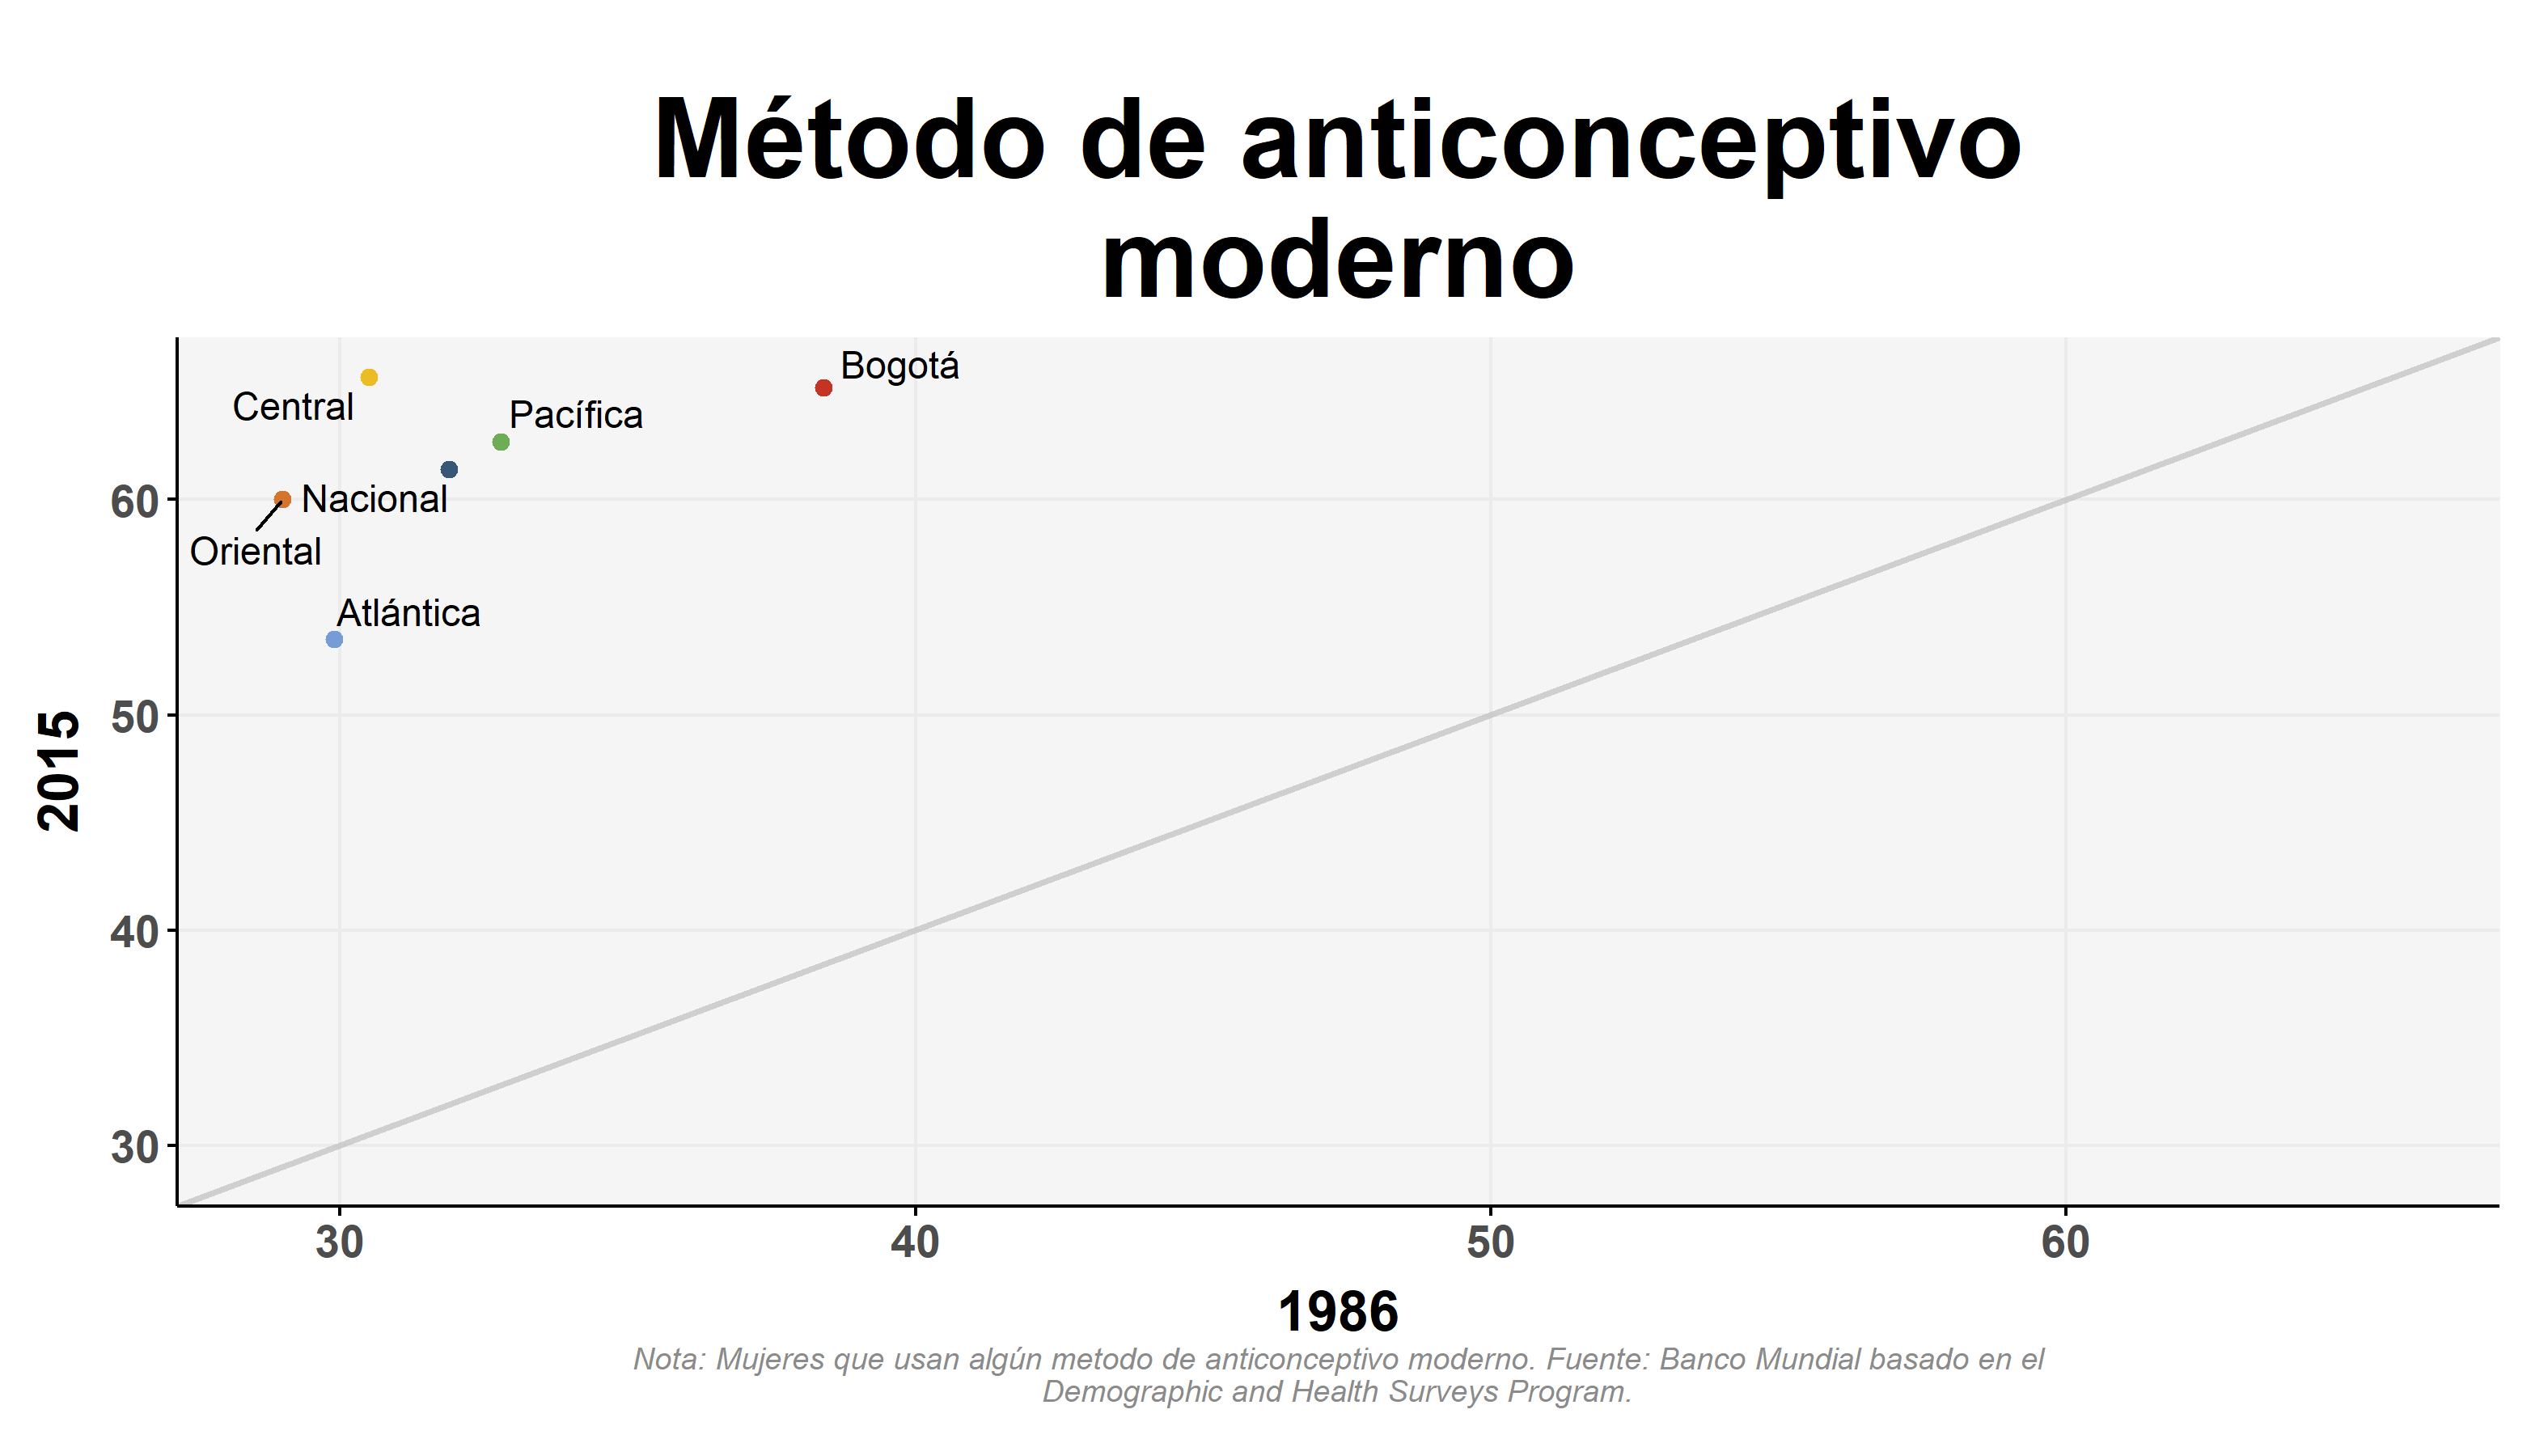 Método de anticonceptivo
moderno
Bogotá
Central
Pacífica
Nacional
Oriental
Atlántica
60
50
40
30
2015
30
40
50
60
1986
Nota: Mujeres que usan algún metodo de anticonceptivo moderno. Fuente: Banco Mundial basado en el
Demographic and Health Surveys Program.